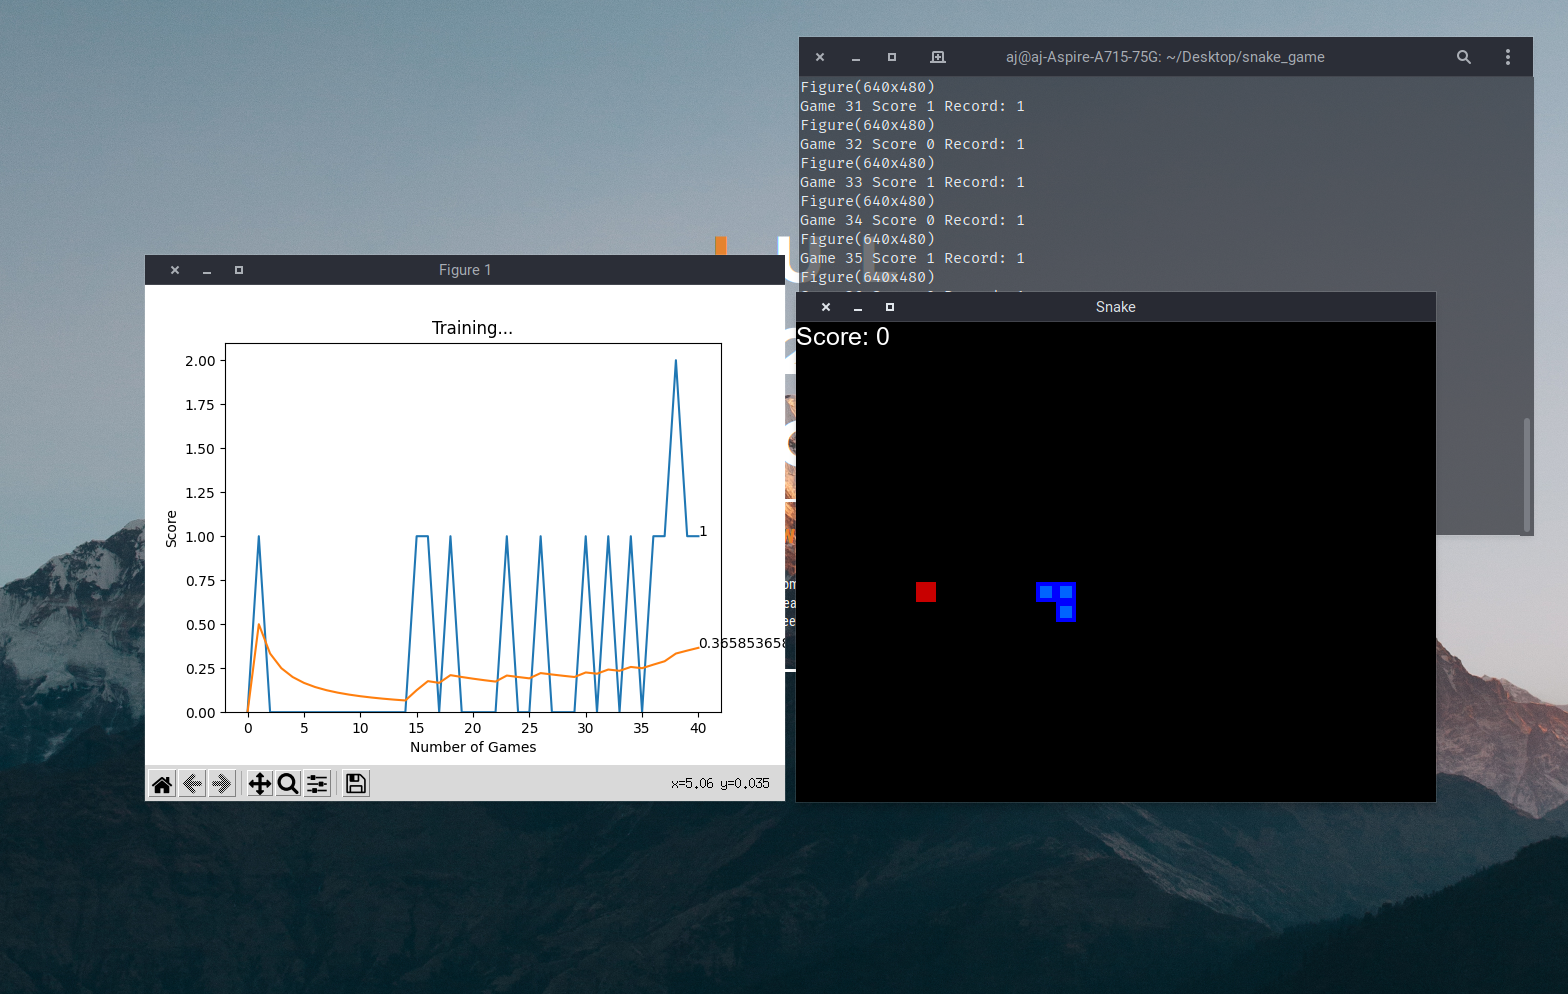 aj@aj-Aspire-A715-75G: ~/Desktop/snake_game
Figure(640x480)
Game 31 Score 1 Record: 1
Figure(640x480)
Game 32 Score 0 Record: 1
Figure(640x480)
Game 33 Score 1 Record: 1
Figure(640x480)
Game 34 Score 0 Record: 1
Figure(640x480)
Game 35 Score 1 Record: 1
Figure(640x480)
Figure 1
Training...
2.00
1.75
1.50
1.25
1.00
0.75
0.50
0.25
0.00
Score
1
0.365853658
0 5 10 15 20 25 30 35 40
Number of Games
x=5.06 y=0.035
Snake
Score: 0